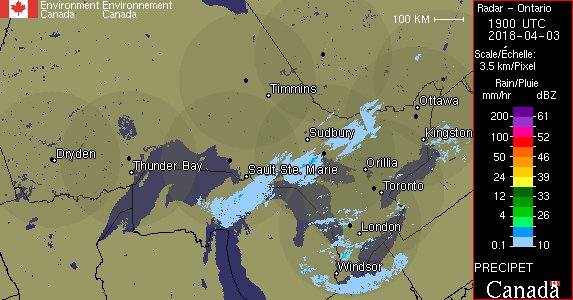 Environment Environnement
Canada Canada
100 KM
Timmins
Ottawa
Sudbury
Kingston
Dryden
Thunder Bay
Sault Ste. Marie
Orillia
Toronto
London
Windsor
Radar - Ontario
1900 UTC
2018-04-03
Scale/Échelle:
3.5 km/Pixel
Rain/Pluie
mm/hr dBZ
200 61
100 52
50 46
24 39
12 33
4 26
0.1 10
PRECIPET
Canada